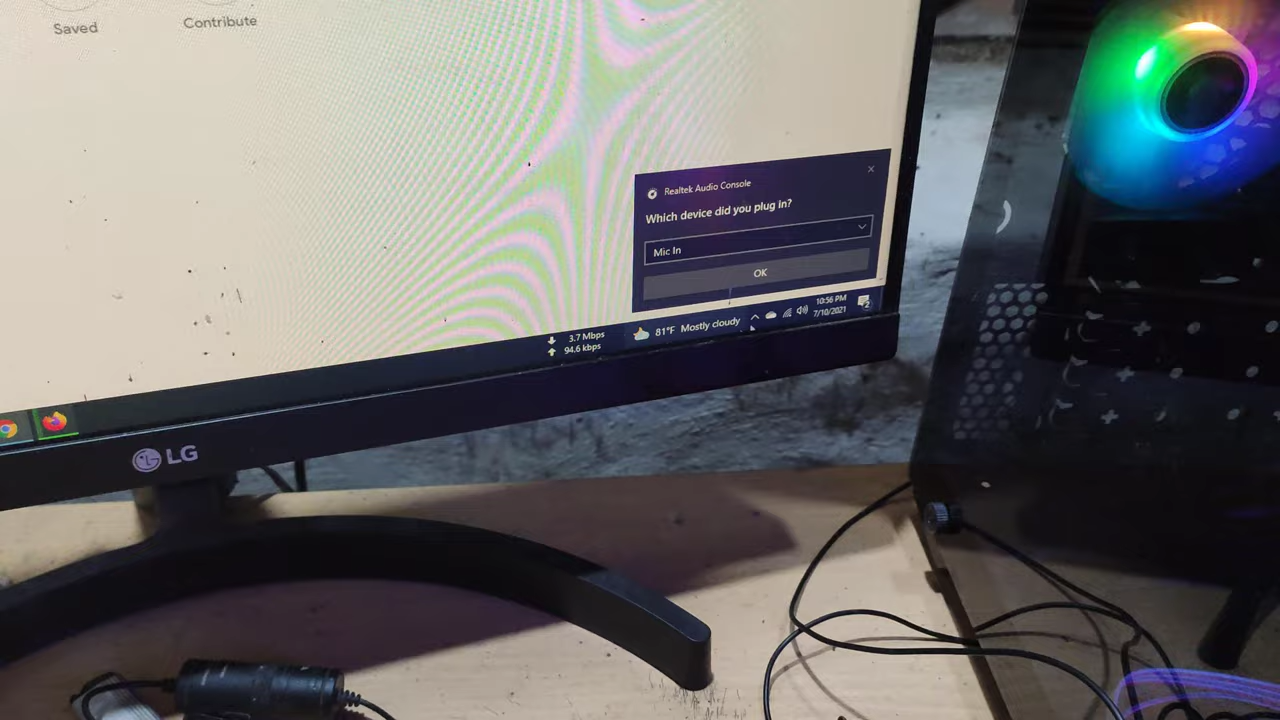 Saved
Contribute
Realtek Audio Console
Which device did you plug in?
Mic In
OK
3.7 Mbps
94.6 kbps
81°F Mostly cloudy
10:56 PM
7/10/2021
2
LG